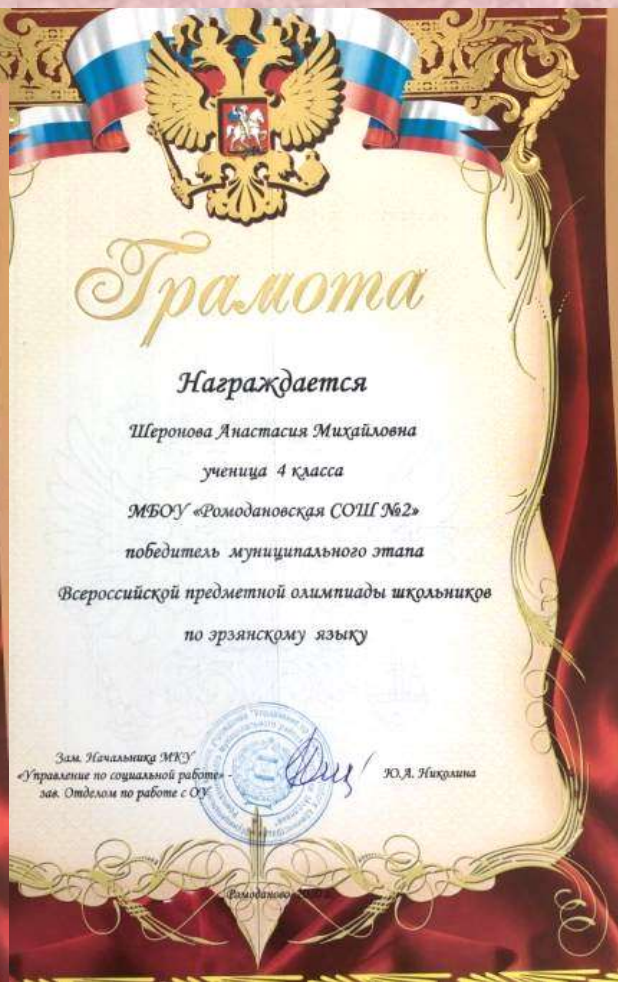 Грамота
Награждается
Шеронова Анастасия Михайловна
ученица 4 класса
МБОУ «Ромодановская СОШ №2»
победитель муниципального этапа
Всероссийской предметной олимпиады школьников
по эрзянскому языку
Зам. Начальника МКУ
«Управление по социальной работе» -
зав. Отделом по работе с ОУ
Ю.А. Николина
Ромоданово